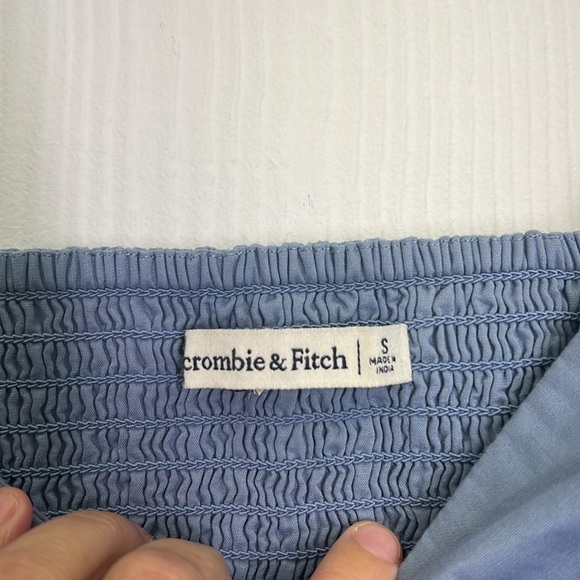 crombie & Fitch | S
MADE IN
INDIA